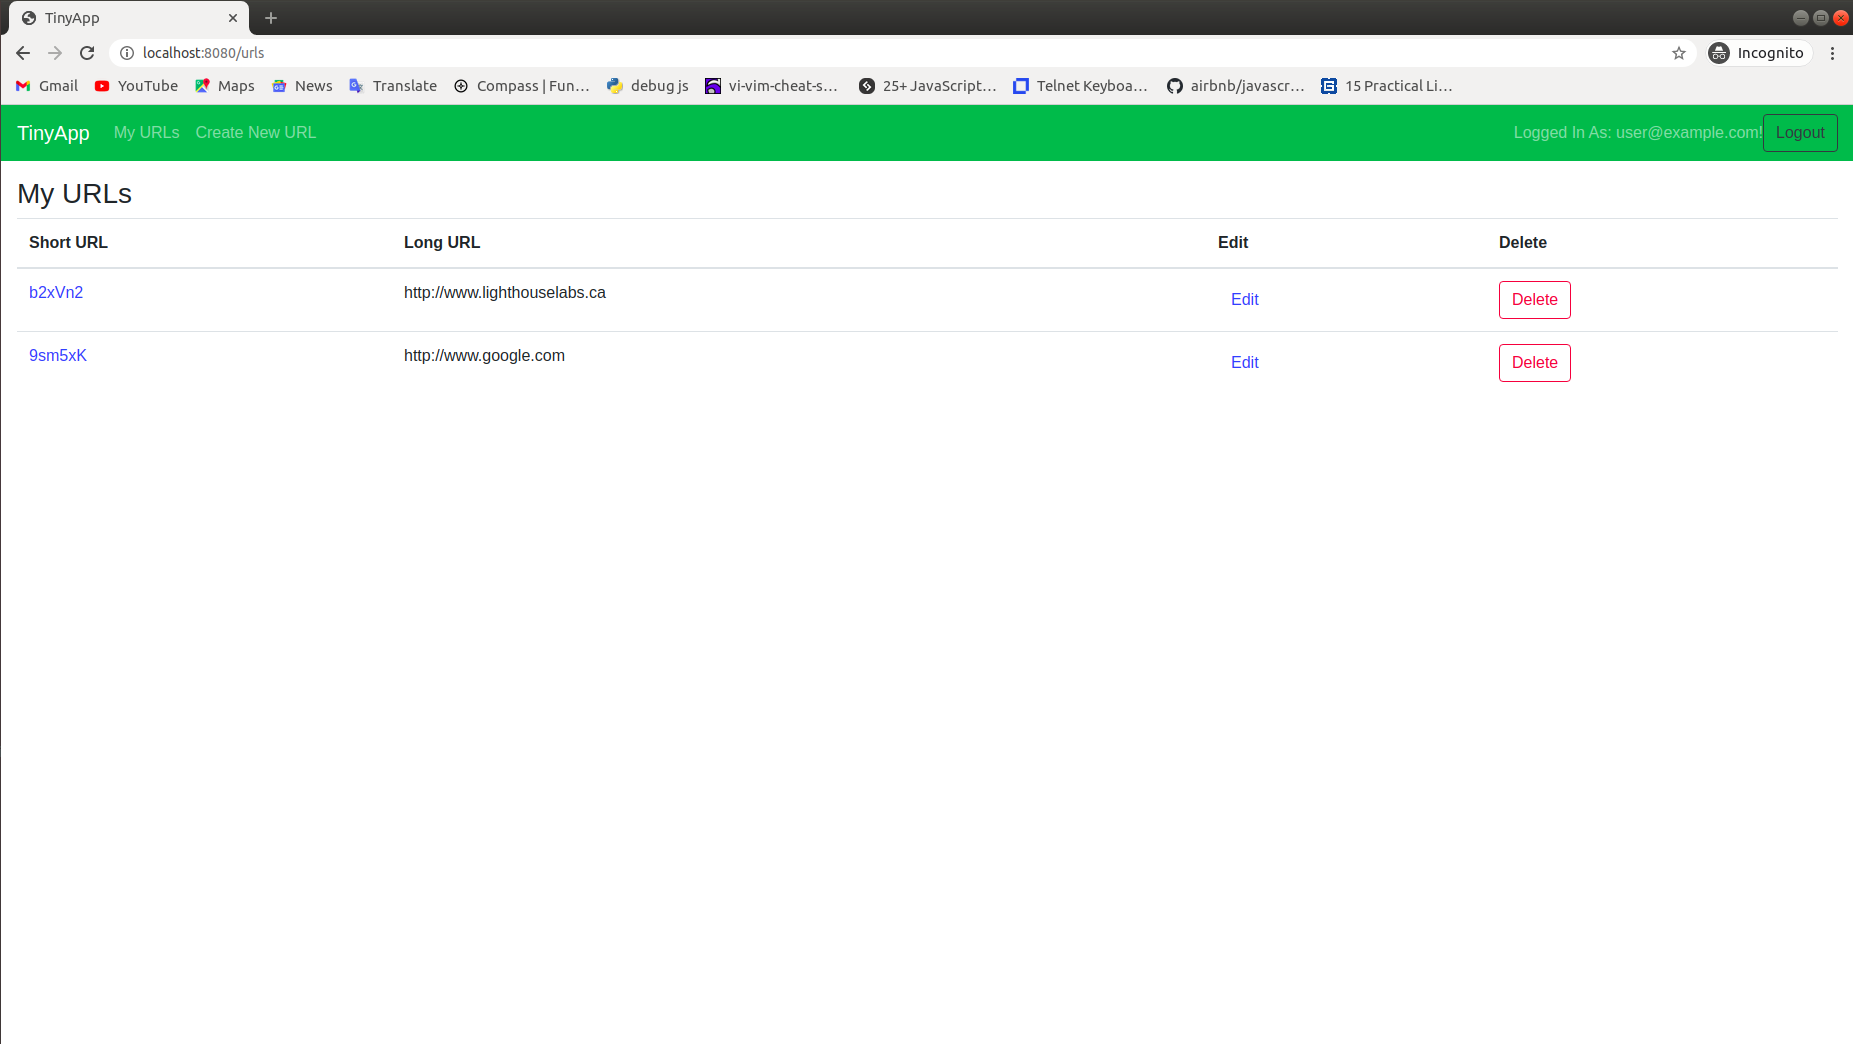 TinyApp
localhost:8080/urls
Incognito
Gmail YouTube Maps News Translate Compass | Fun... debug js vi-vim-cheat-s... 25+ JavaScript... Telnet Keyboa... airbnb/javascr... 15 Practical Li...
TinyApp My URLs Create New URL Logged In As: user@example.com! Logout
My URLs
Short URL Long URL Edit Delete
b2xVn2 http://www.lighthouselabs.ca Edit Delete
9sm5xK http://www.google.com Edit Delete